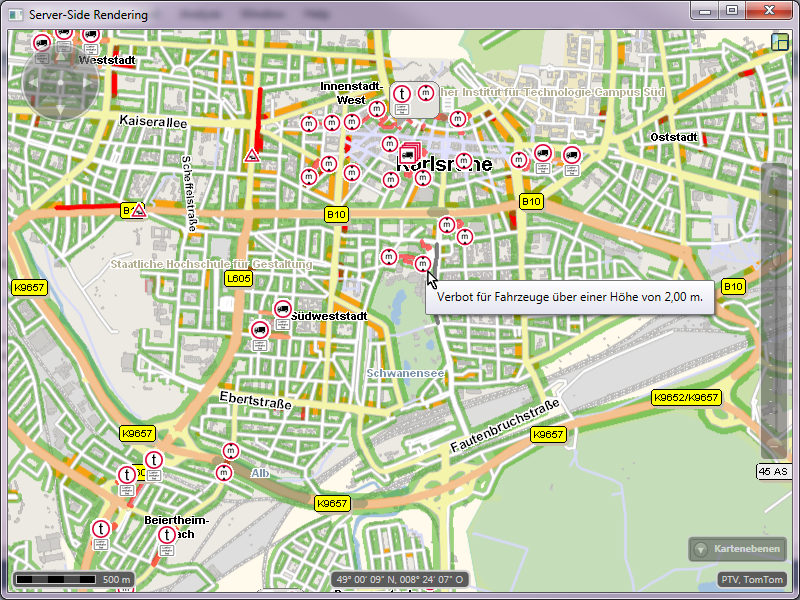 Server-Side Rendering
Weststadt
Innenstadt-
West
her Institut für Technologie Campus Süd
Kaiserallee
Oststadt
Karlsruhe
Scheffelstraße
B10
B10
Staatliche Hochschule für Gestaltung
L605
K9657
B10
Verbot für Fahrzeuge über einer Höhe von 2,00 m.
Südweststadt
Schwanensee
Ebertstraße
K9652/K9657
Fautenbruchstraße
K9657
K9657
Alb
45 AS
K9657
Beiertheim-
ach
Kartenebenen
500 m
49° 00' 09" N, 008° 24' 07" O
PTV, TomTom